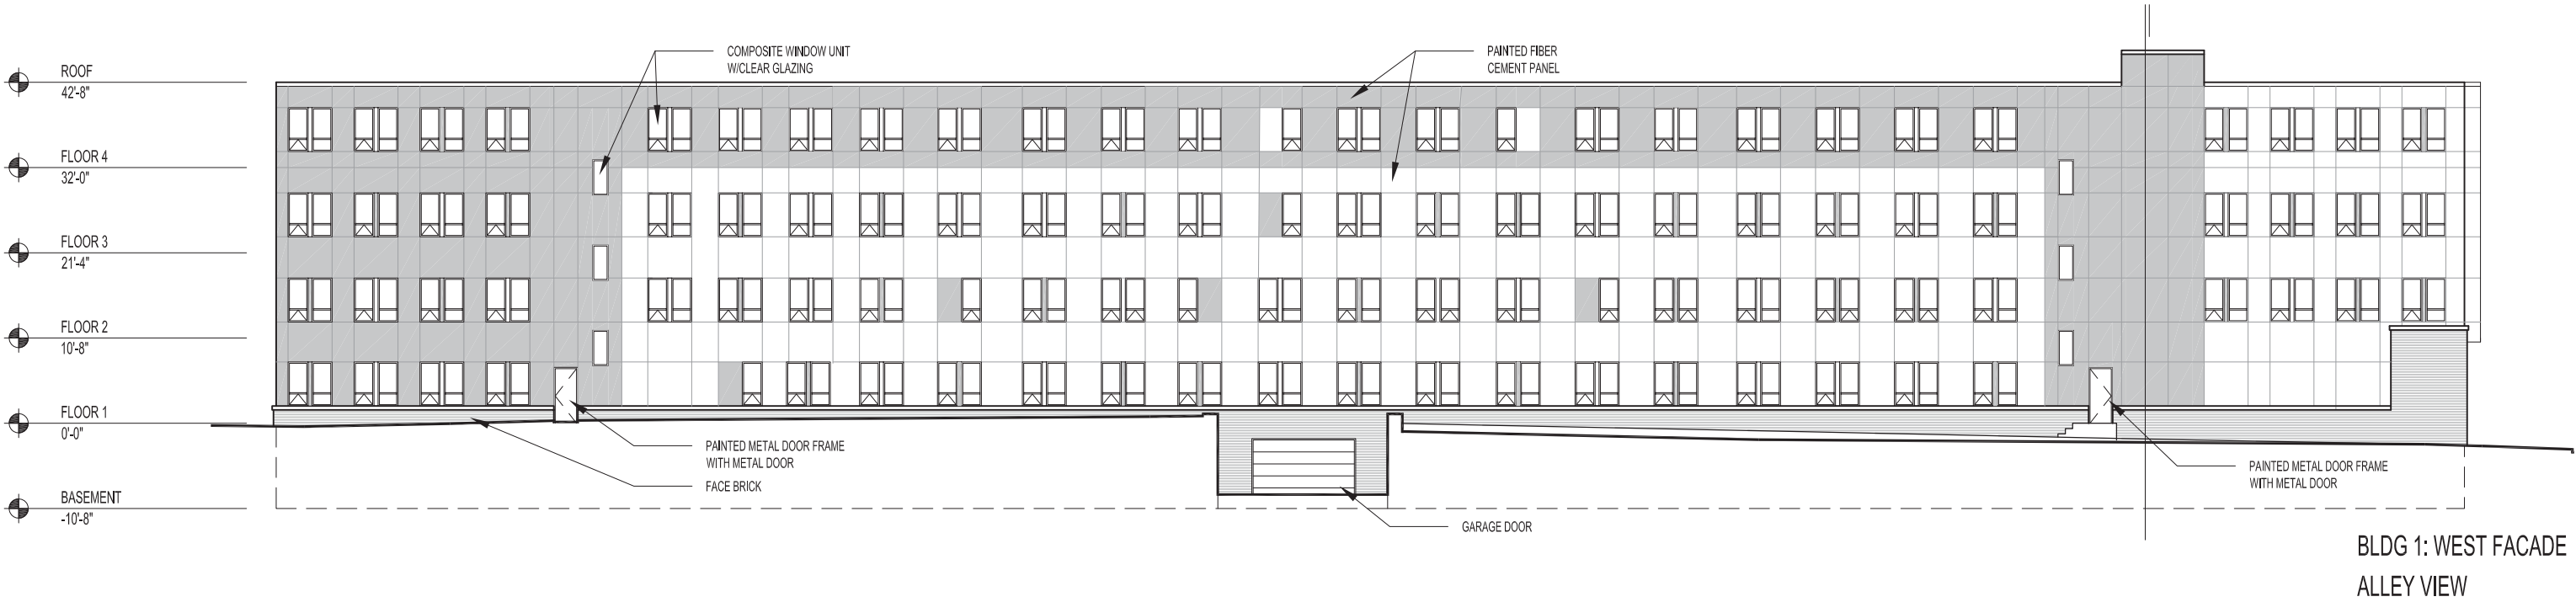 COMPOSITE WINDOW UNIT
W/CLEAR GLAZING
PAINTED FIBER
CEMENT PANEL
ROOF
42'-8"
FLOOR 4
32'-0"
FLOOR 3
21'-4"
FLOOR 2
10'-8"
FLOOR 1
0'-0"
BASEMENT
-10'-8"
PAINTED METAL DOOR FRAME
WITH METAL DOOR
FACE BRICK
GARAGE DOOR
PAINTED METAL DOOR FRAME
WITH METAL DOOR
BLDG 1: WEST FACADE
ALLEY VIEW